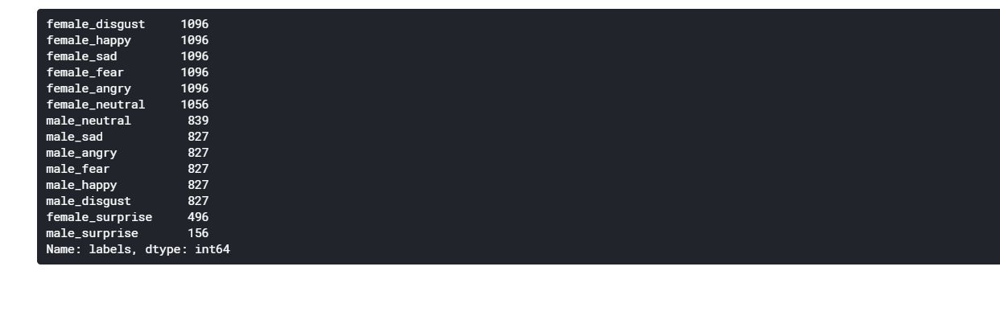 female_disgust     1096
female_happy       1096
female_sad         1096
female_fear        1096
female_angry       1096
female_neutral     1056
male_neutral        839
male_sad            827
male_angry          827
male_fear           827
male_happy          827
male_disgust        827
female_surprise     496
male_surprise       156
Name: labels, dtype: int64